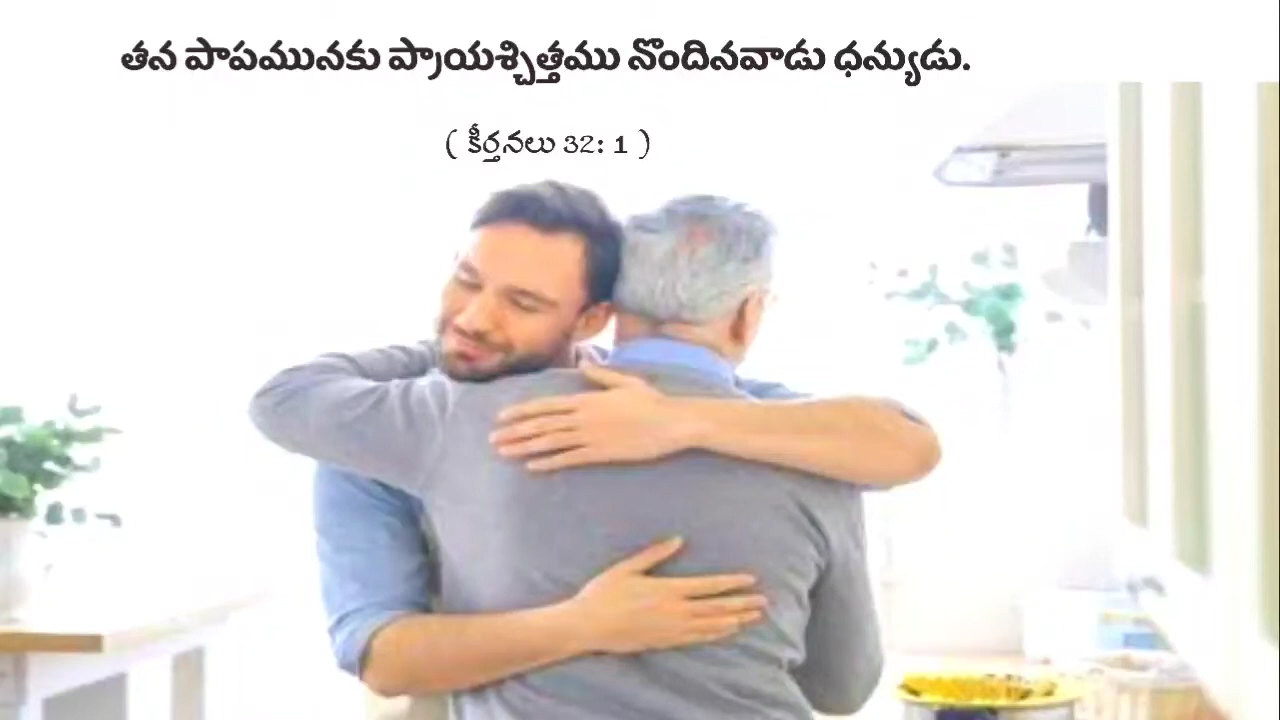 తన పాపమునకు ప్రాయశ్చిత్తము నొందినవాడు ధన్యుడు.
( కీర్తనలు 32: 1 )